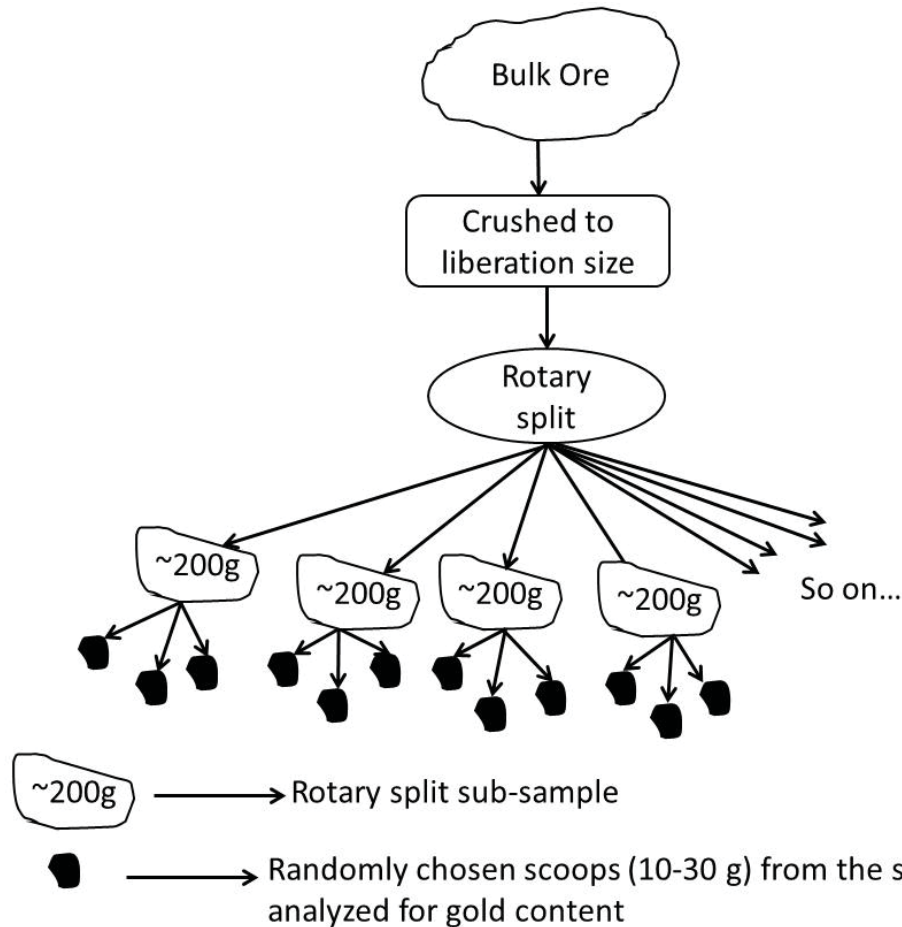 Bulk Ore
Crushed to
liberation size
Rotary
split
~200g
~200g
~200g
~200g
So on...
~200g
Rotary split sub-sample
Randomly chosen scoops (10-30 g) from the s
analyzed for gold content